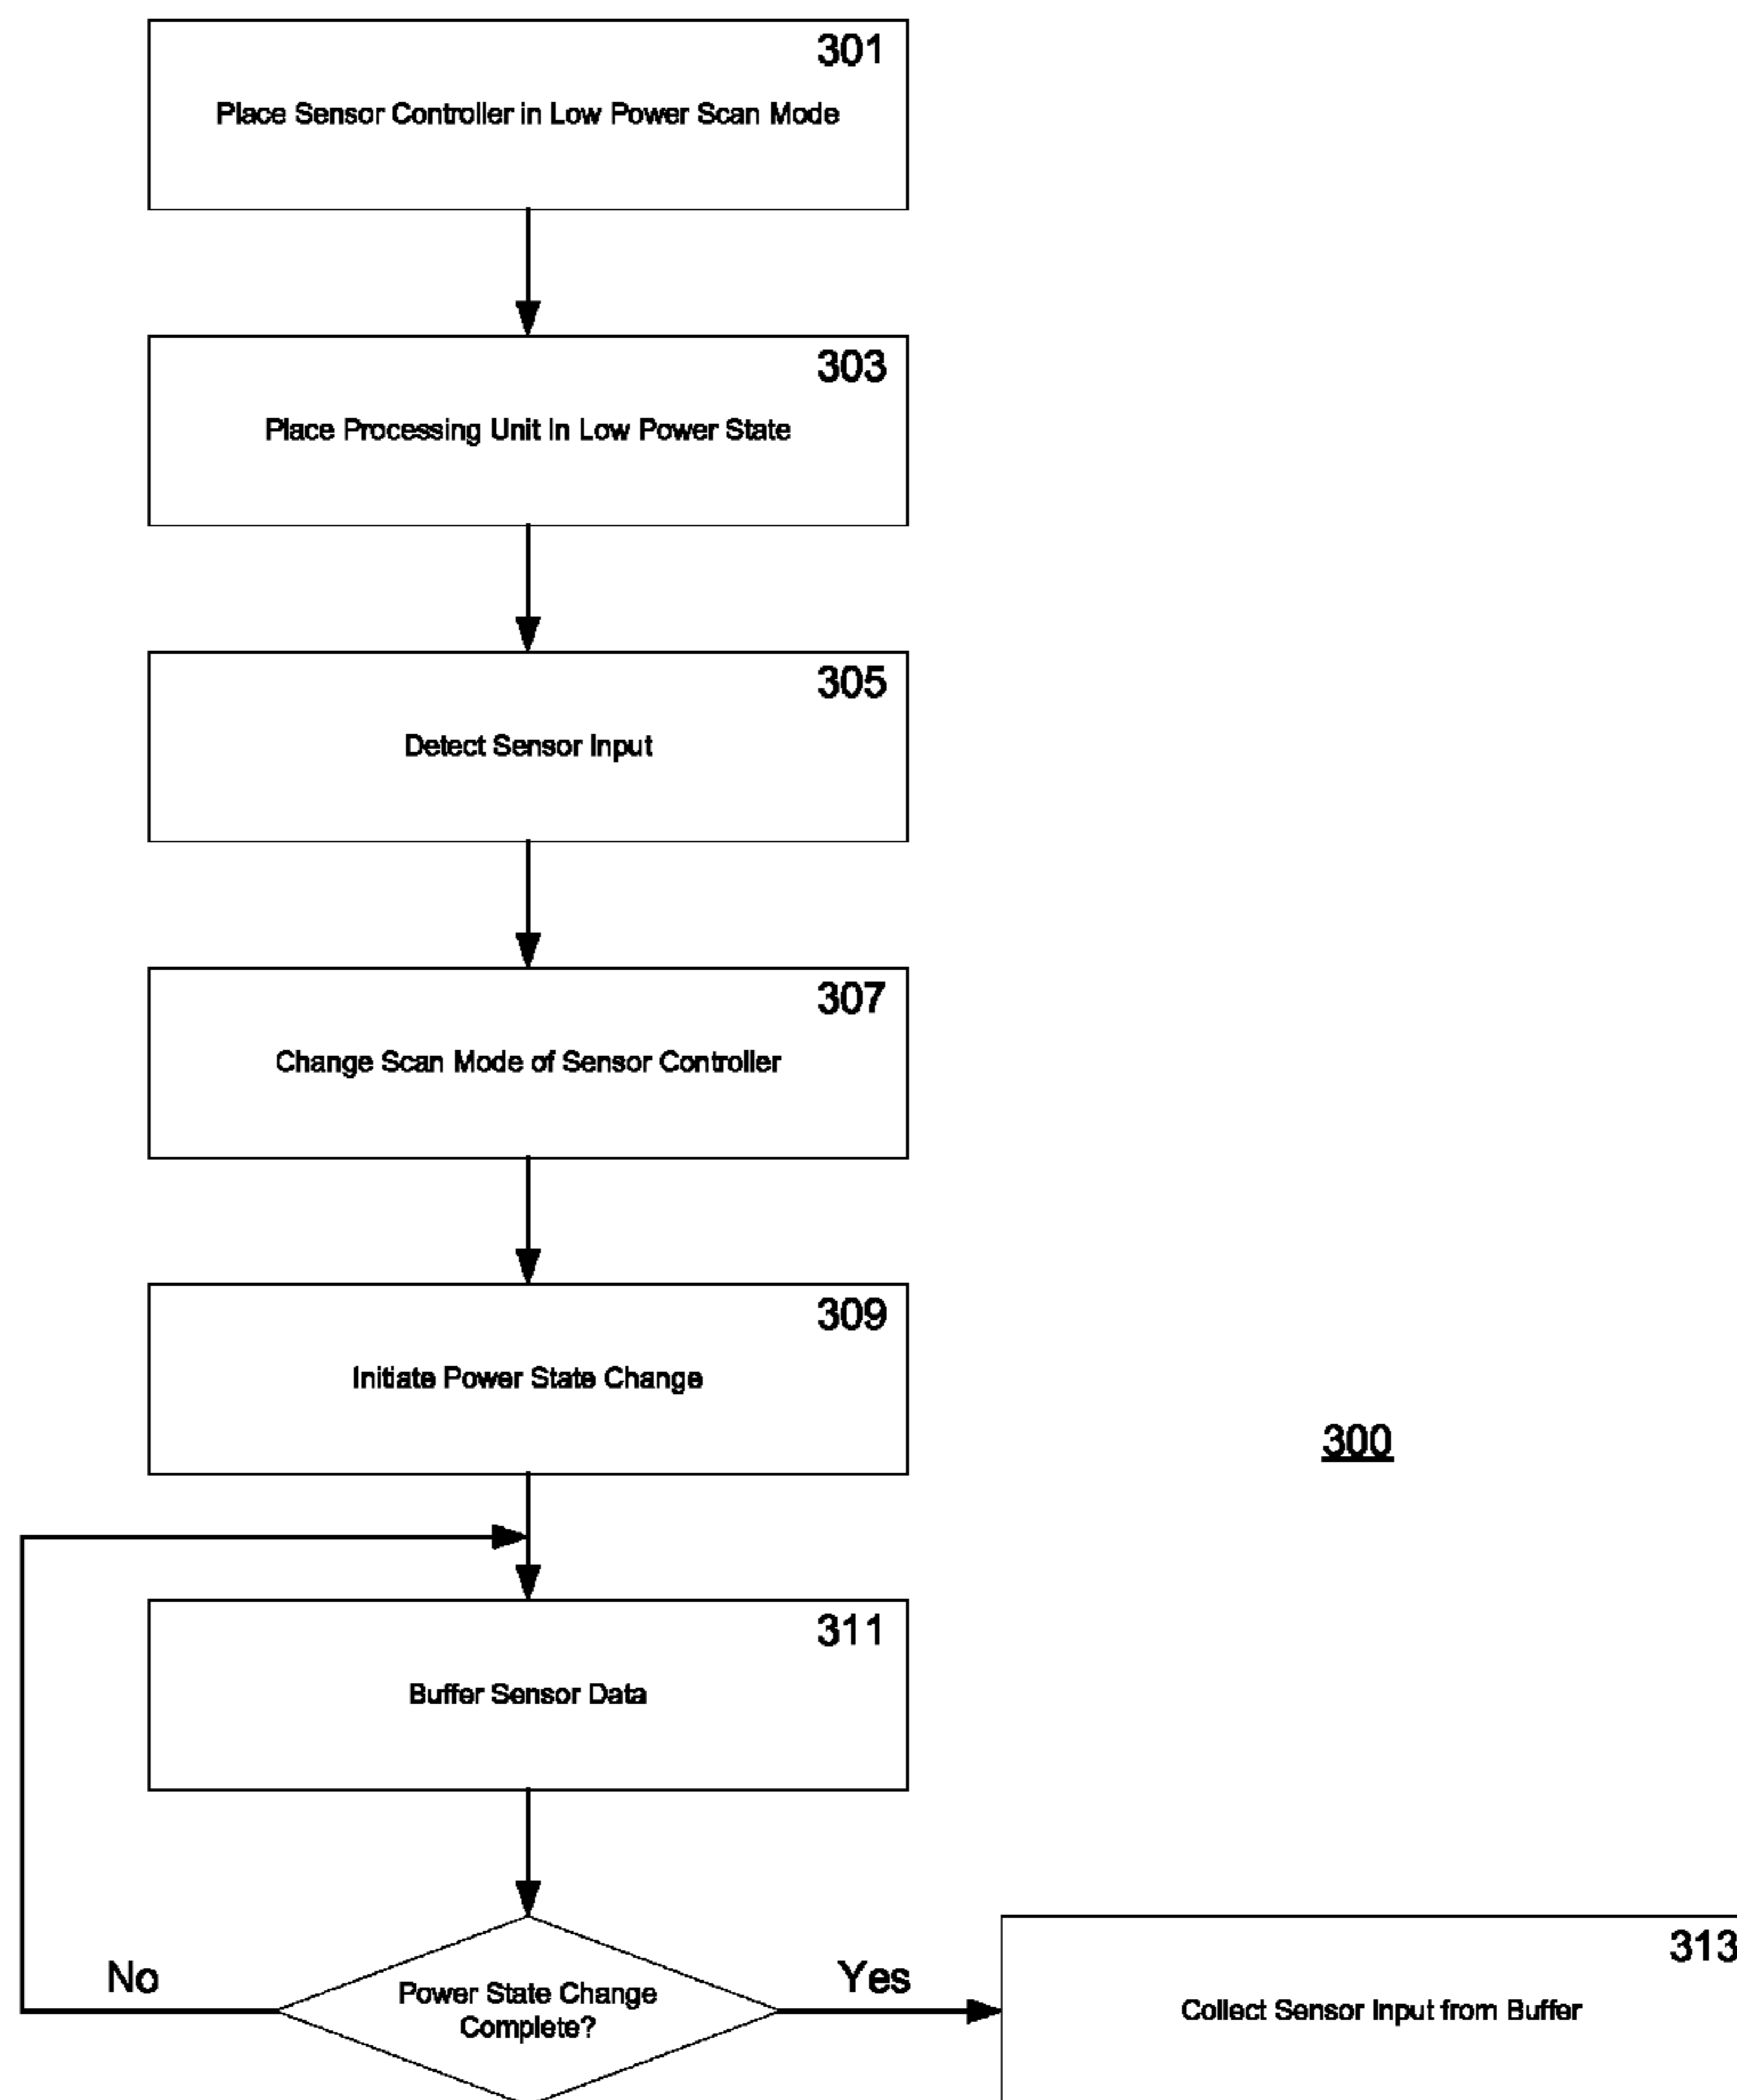 301
Place Sensor Controller in Low Power Scan Mode
303
Place Processing Unit In Low Power State
305
Detect Sensor Input
307
Change Scan Mode of Sensor Controller
309
Initiate Power State Change
300
311
Buffer Sensor Data
No
Power State Change
Complete?
Yes
313
Collect Sensor Input from Buffer